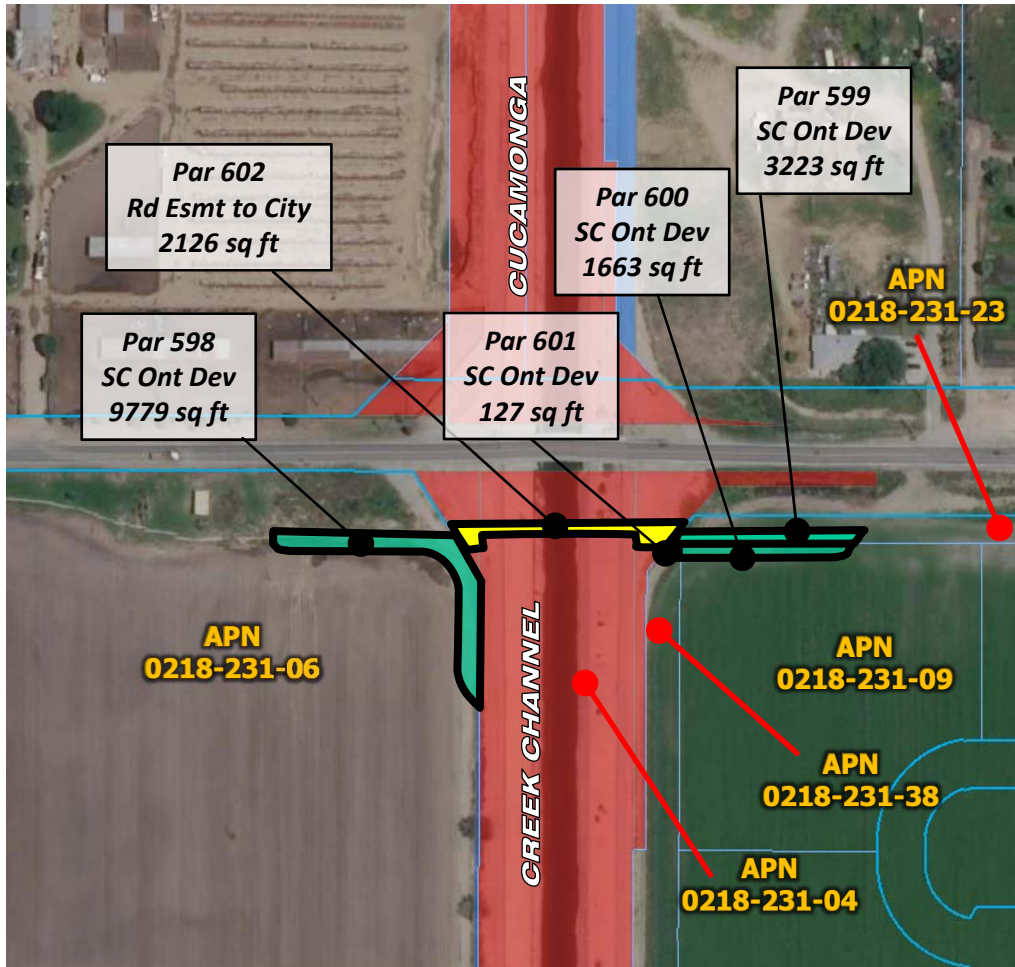 CUCAMONGA
Par 599
SC Ont Dev
3223 sq ft
Par 602
Rd Esmt to City
2126 sq ft
Par 600
SC Ont Dev
1663 sq ft
APN
0218-231-23
Par 598
SC Ont Dev
9779 sq ft
Par 601
SC Ont Dev
127 sq ft
APN
0218-231-06
CREEK CHANNEL
APN
0218-231-09
APN
0218-231-38
APN
0218-231-04